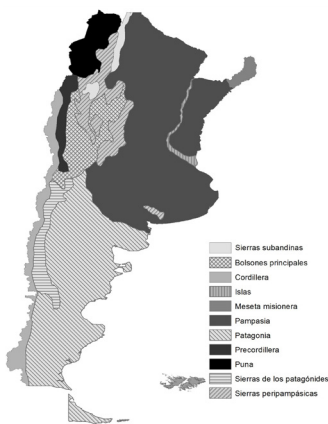 Sierras subandinas
Bolsones principales
Cordillera
Islas
Meseta misionera
Pampasia
Patagonia
Precordillera
Puna
Sierras de los patagónides
Sierras peripampásicas